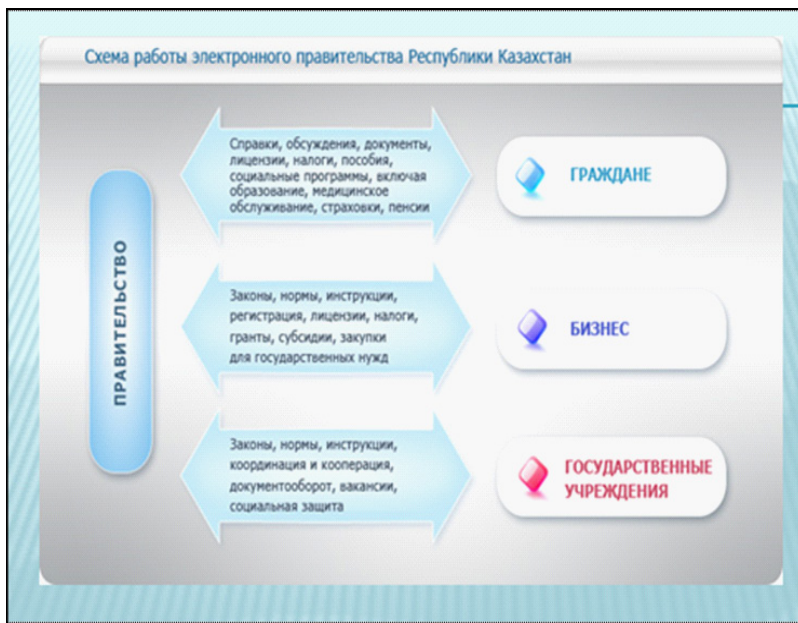 Схема работы электронного правительства Республики Казахстан
ПРАВИТЕЛЬСТВО
Справки, обсуждения, документы,
лицензии, налоги, пособия,
социальные программы, включая
образование, медицинское
обслуживание, страховки, пенсии
ГРАЖДАНЕ
Законы, нормы, инструкции,
регистрация, лицензии, налоги,
гранты, субсидии, закупки
для государственных нужд
БИЗНЕС
Законы, нормы, инструкции,
координация и кооперация,
документооборот, вакансии,
социальная защита
ГОСУДАРСТВЕННЫЕ
УЧРЕЖДЕНИЯ